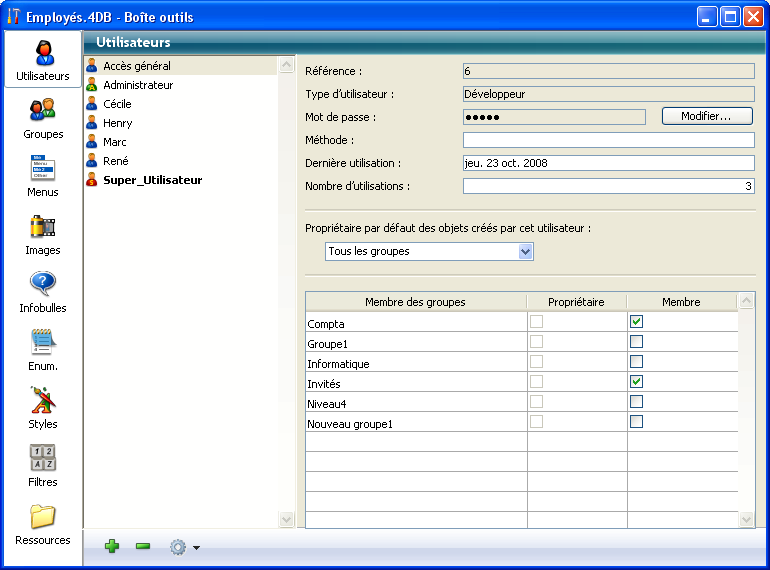 Employés.4DB - Boîte outils
Utilisateurs
Groupes
Menus
Images
Infobulles
Enum.
Styles
Filtres
Ressources
Utilisateurs
Accès général
Administrateur
Cécile
Henry
Marc
René
Super_Utilisateur
Référence : 6
Type d'utilisateur : Développeur
Mot de passe : ●●●●● Modifier...
Méthode :
Dernière utilisation : jeu. 23 oct. 2008
Nombre d'utilisations : 3
Propriétaire par défaut des objets créés par cet utilisateur :
Tous les groupes
Membre des groupes Propriétaire Membre
Compta
Groupe1
Informatique
Invités
Niveau4
Nouveau groupe1